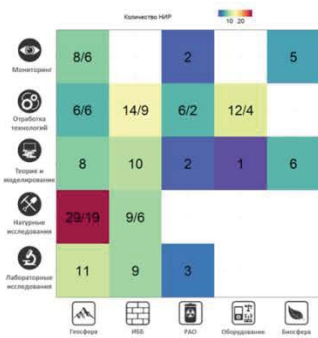 Количество НИР
10 20
Мониторинг
8/6 2 5
Отработка
технологий
6/6 14/9 6/2 12/4
Теория и
моделирование
8 10 2 1 6
Натурные
исследования
29/19 9/6
Лабораторные
исследования
11 9 3
Геосфера ИББ РАО Оборудование Биосфера